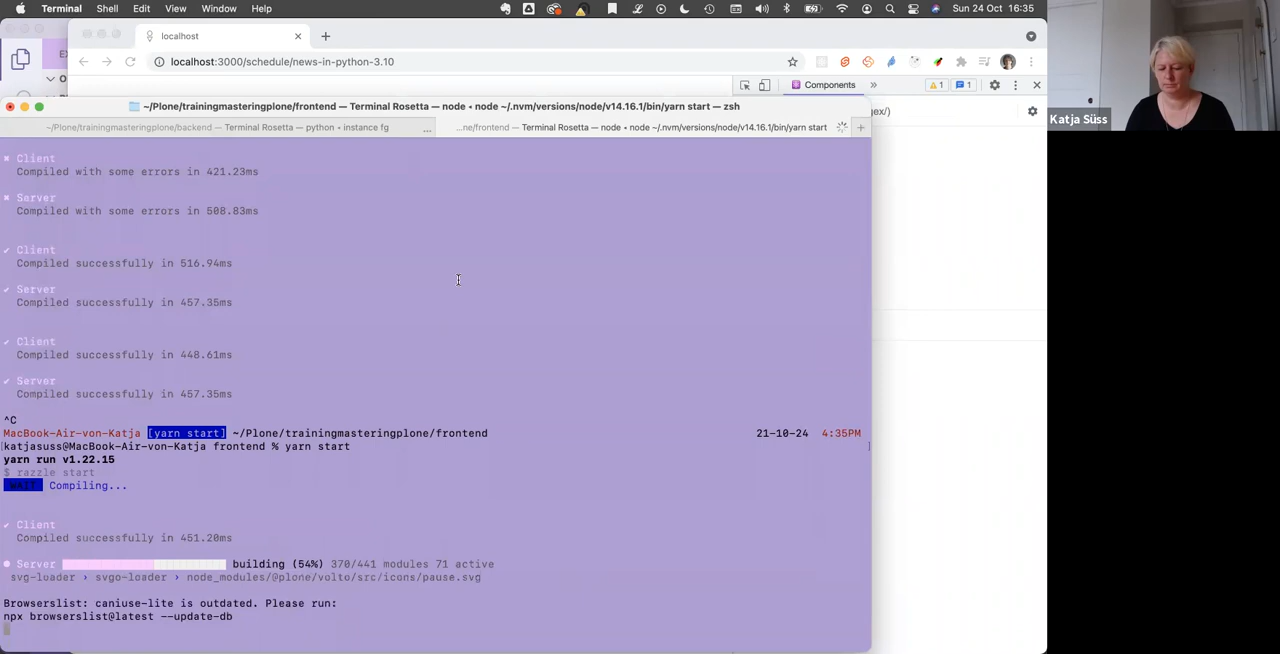 Terminal Shell Edit View Window Help Sun 24 Oct 16:35
localhost
localhost:3000/schedule/news-in-python-3.10
Components » 1 1
~/Plone/trainingmasteringplone/frontend — Terminal Rosetta — node ◂ node ~/.nvm/versions/node/v14.16.1/bin/yarn start — zsh
gex/)
Katja Süss
~/Plone/trainingmasteringplone/backend — Terminal Rosetta — python ◂ instance fg ...
...ne/frontend — Terminal Rosetta — node ◂ node ~/.nvm/versions/node/v14.16.1/bin/yarn start
✖ Client
Compiled with some errors in 421.23ms
✖ Server
Compiled with some errors in 508.83ms
✔ Client
Compiled successfully in 516.94ms
✔ Server
Compiled successfully in 457.35ms
✔ Client
Compiled successfully in 448.61ms
✔ Server
Compiled successfully in 457.35ms
^C
MacBook-Air-von-Katja [yarn start] ~/Plone/trainingmasteringplone/frontend 21-10-24 4:35PM
[katjasuss@MacBook-Air-von-Katja frontend % yarn start ]
yarn run v1.22.15
$ razzle start
WAIT Compiling...
✔ Client
Compiled successfully in 451.20ms
● Server building (54%) 370/441 modules 71 active
svg-loader › svgo-loader › node_modules/@plone/volto/src/icons/pause.svg
Browserslist: caniuse-lite is outdated. Please run:
npx browserslist@latest --update-db